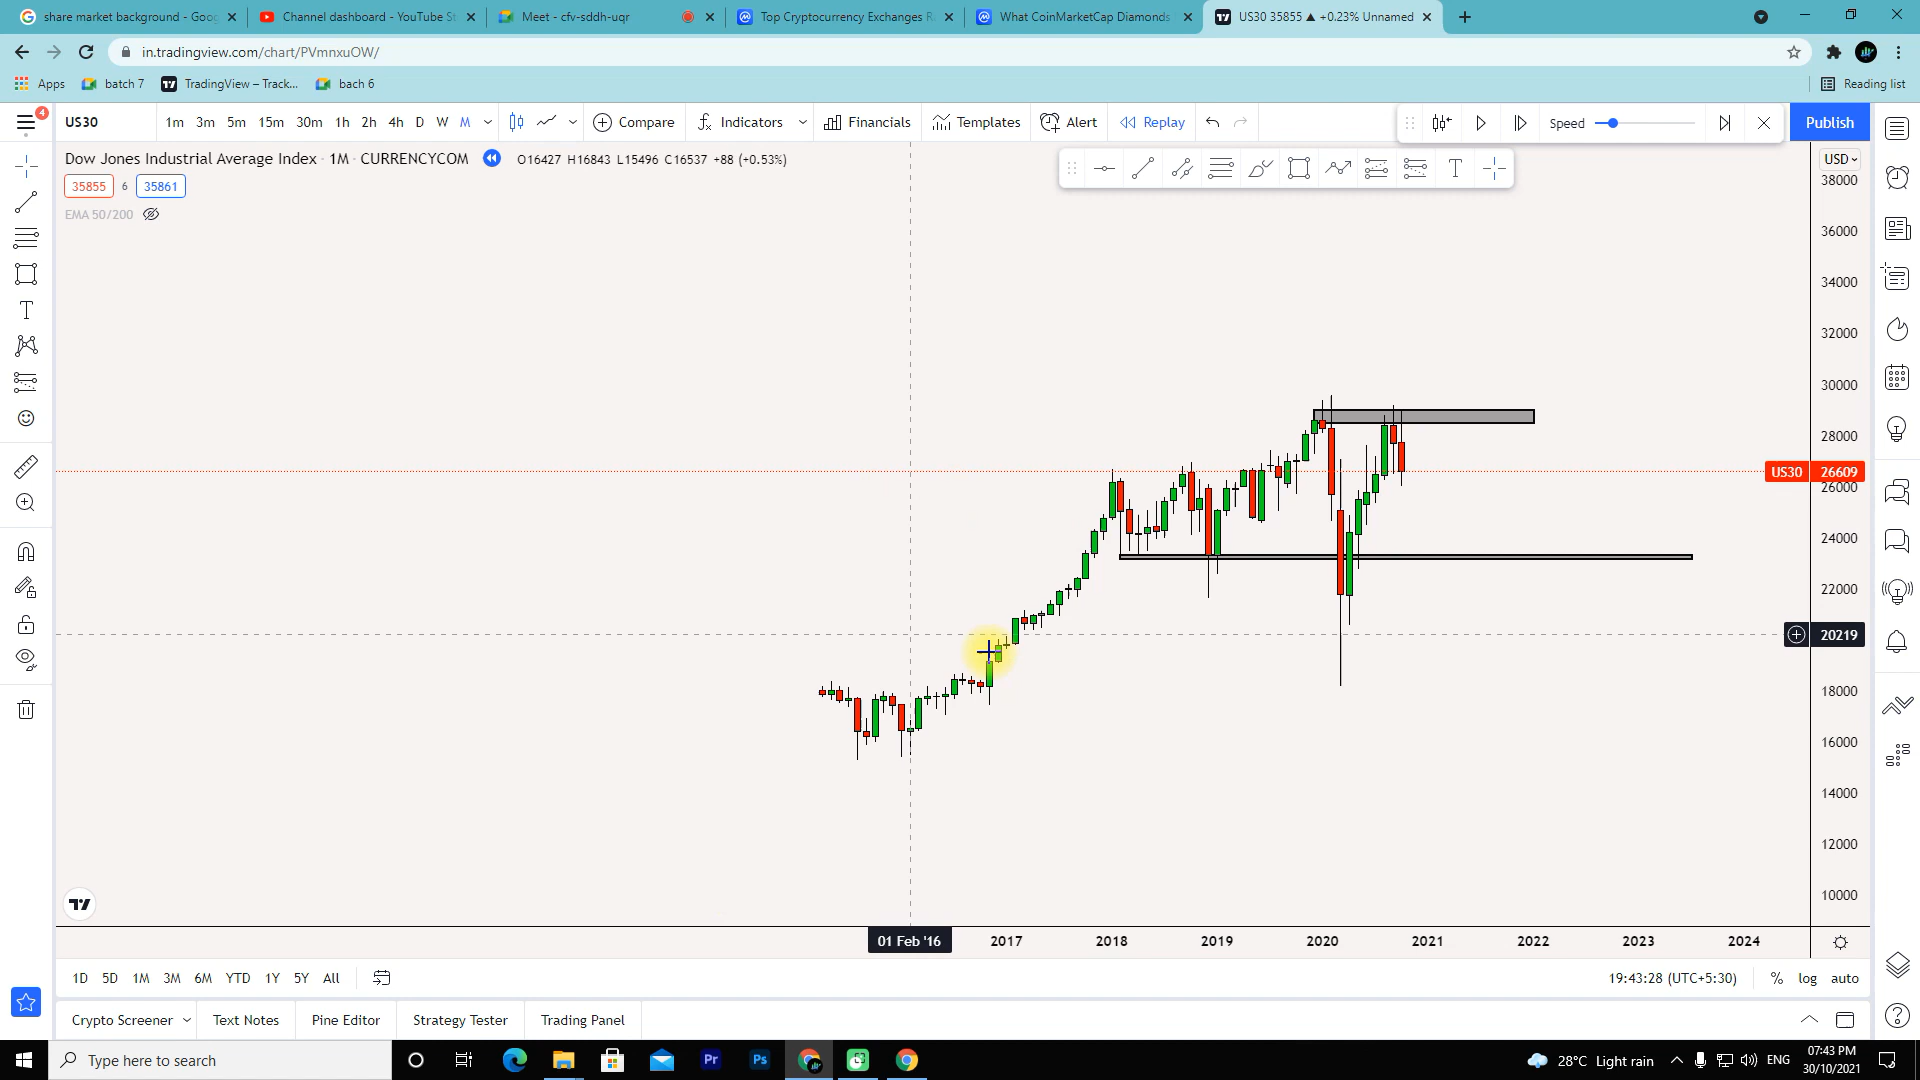 share market background - Goo
Channel dashboard - YouTube St
Meet - cfv-sddh-uqr
Top Cryptocurrency Exchanges R
What CoinMarketCap Diamonds
US30 35855 ▲ +0.23% Unnamed
in.tradingview.com/chart/PVmnxuOW/
Apps
batch 7
TradingView – Track...
bach 6
Reading list
4
US30
1m 3m 5m 15m 30m 1h 2h 4h D W M
Compare
Indicators
Financials
Templates
Alert
Replay
Speed
Publish
Dow Jones Industrial Average Index · 1M · CURRENCYCOM
O16427 H16843 L15496 C16537 +88 (+0.53%)
USD
35855 6 35861
EMA 50/200
38000
36000
34000
32000
30000
28000
US30 26609
26000
24000
22000
20219
18000
16000
14000
12000
10000
01 Feb '16 2017 2018 2019 2020 2021 2022 2023 2024
1D 5D 1M 3M 6M YTD 1Y 5Y All
19:43:28 (UTC+5:30) % log auto
Crypto Screener Text Notes Pine Editor Strategy Tester Trading Panel
Type here to search
Pr
Ps
28°C Light rain
ENG
07:43 PM
30/10/2021